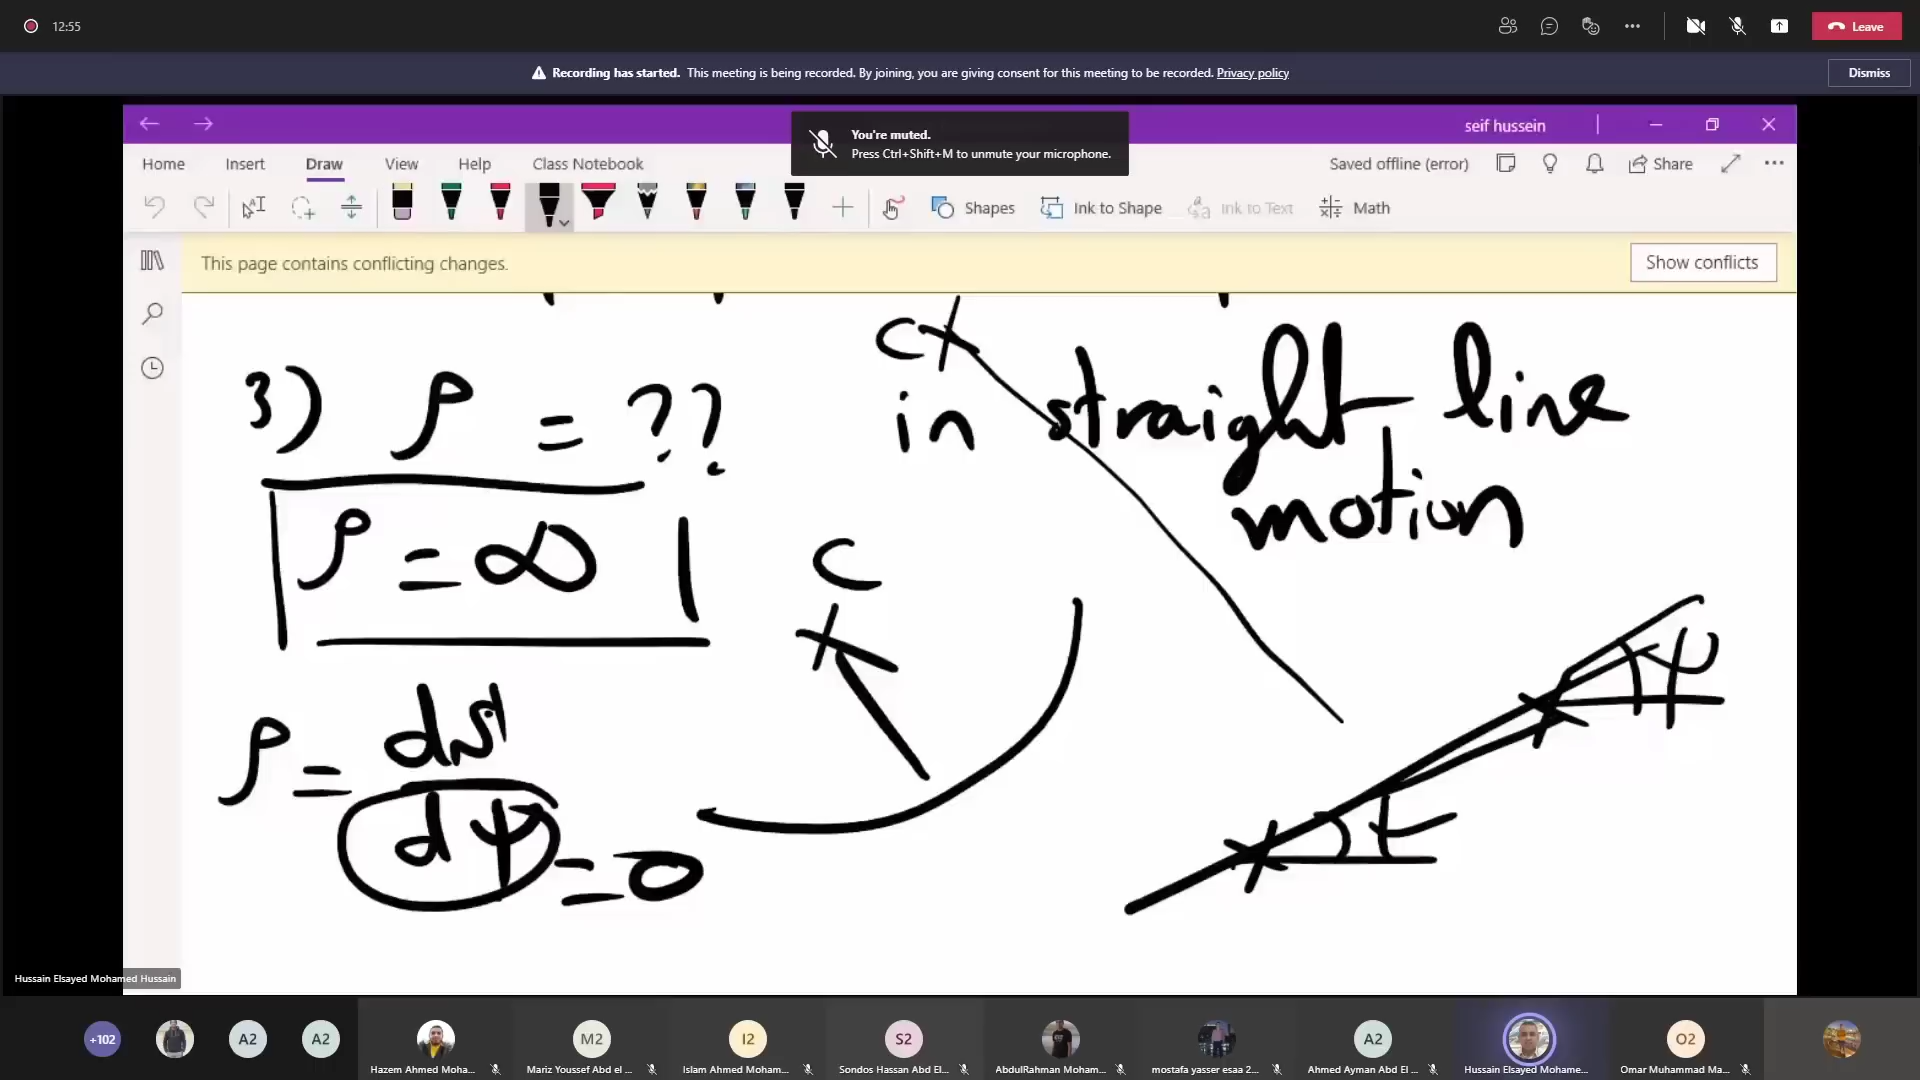 12:55
Leave
Recording has started. This meeting is being recorded. By joining, you are giving consent for this meeting to be recorded. Privacy policy
Dismiss
seif hussein
You're muted.
Press Ctrl+Shift+M to unmute your microphone.
Home Insert Draw View Help Class Notebook
Saved offline (error) Share
Shapes Ink to Shape Ink to Text Math
This page contains conflicting changes.
Show conflicts
3) ρ = ??
C
in straight line
motion
ρ = ∞
C
ρ = ds
dψ = 0
ψ
Hussain Elsayed Mohamed Hussain
+102 A2 A2 M2 I2 S2 A2 O2
Hazem Ahmed Moha...
Mariz Youssef Abd el ...
Islam Ahmed Moham...
Sondos Hassan Abd El...
AbdulRahman Moham...
mostafa yasser esaa 2...
Ahmed Ayman Abd El ...
Hussain Elsayed Mohame...
Omar Muhammad Ma...